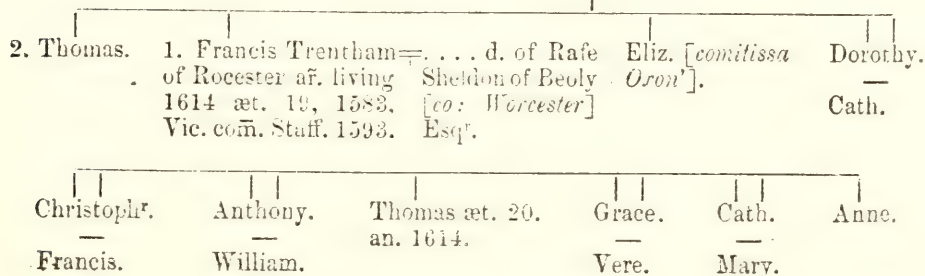 2. Thomas.
1. Francis Trentham=. . . . d. of Rafe
of Rocester ar̃. living
1614 æt. 19, 1583.
Vic. com̃. Staff. 1593.
Sheldon of Beoly
[co: Worcester]
Esqʳ.
Eliz. [comitissa
Oxon'].
Dorothy.
—
Cath.
Christophʳ.
—
Francis.
Anthony.
—
William.
Thomas æt. 20.
an. 1614.
Grace.
—
Vere.
Cath.
—
Mary.
Anne.